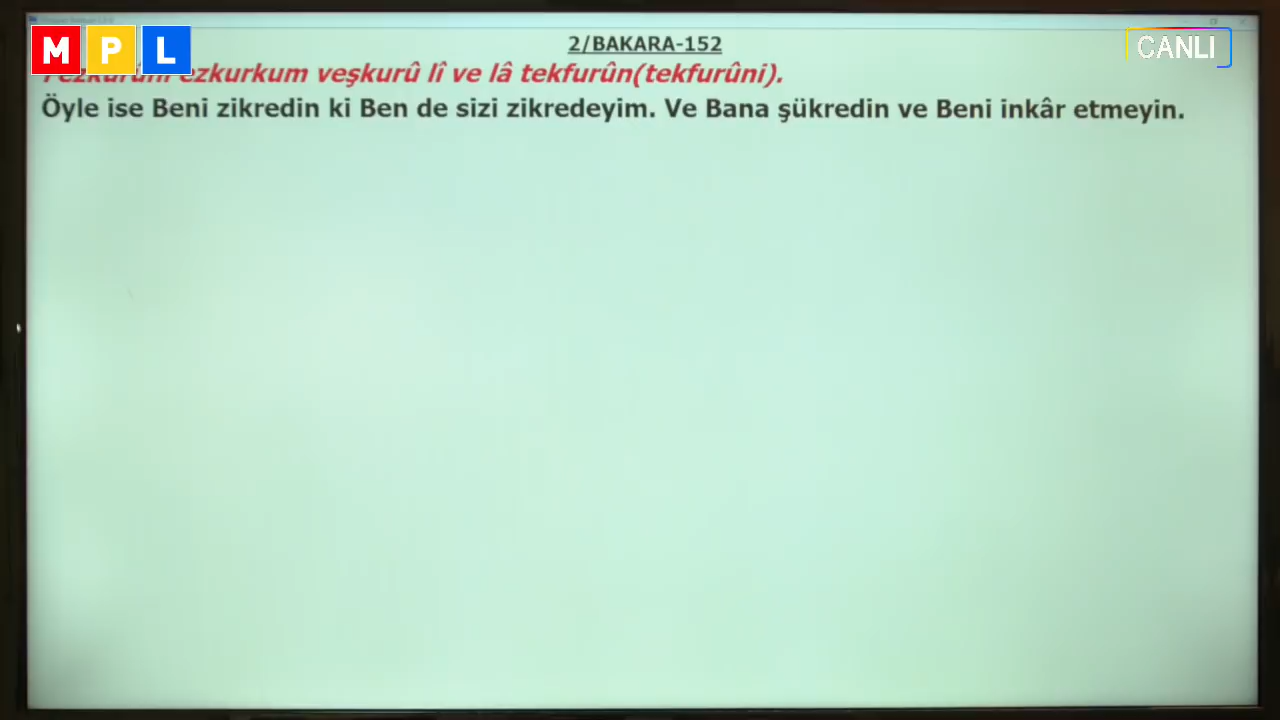 MPL
CANLI
2/BAKARA-152
ezkurkum veşkurû lî ve lâ tekfurûn(tekfurûni).
Öyle ise Beni zikredin ki Ben de sizi zikredeyim. Ve Bana şükredin ve Beni inkâr etmeyin.